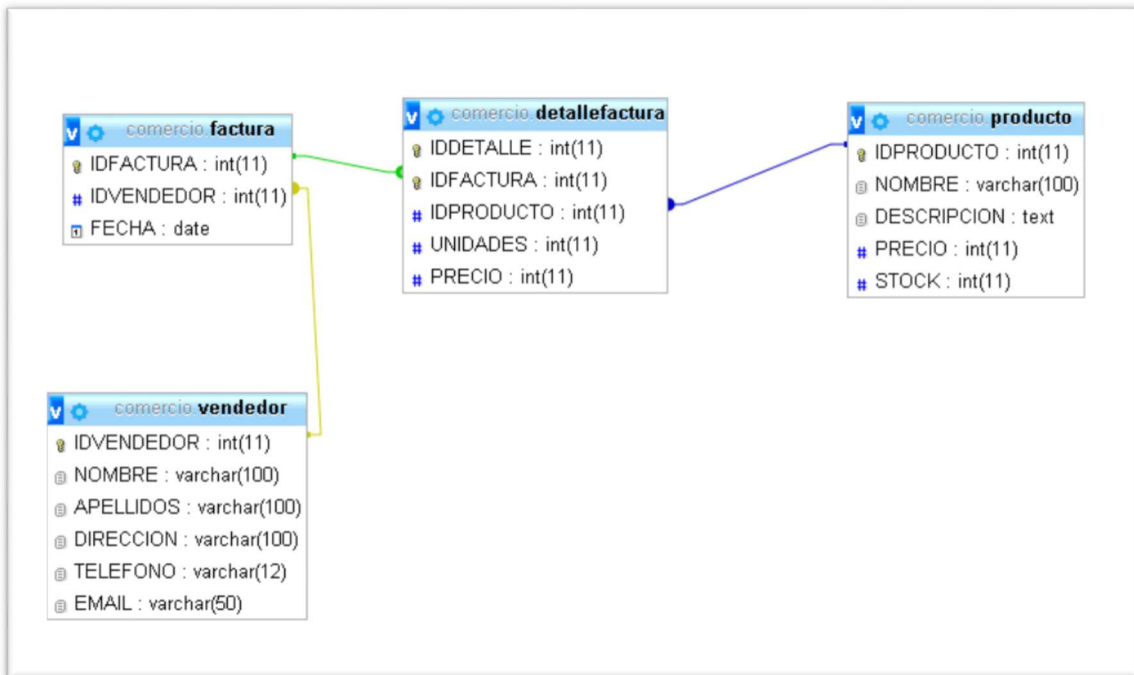 comercio.factura
IDFACTURA : int(11)
IDVENDEDOR : int(11)
FECHA : date
comercio.detallefactura
IDDETALLE : int(11)
IDFACTURA : int(11)
IDPRODUCTO : int(11)
UNIDADES : int(11)
PRECIO : int(11)
comercio.producto
IDPRODUCTO : int(11)
NOMBRE : varchar(100)
DESCRIPCION : text
PRECIO : int(11)
STOCK : int(11)
comercio.vendedor
IDVENDEDOR : int(11)
NOMBRE : varchar(100)
APELLIDOS : varchar(100)
DIRECCION : varchar(100)
TELEFONO : varchar(12)
EMAIL : varchar(50)